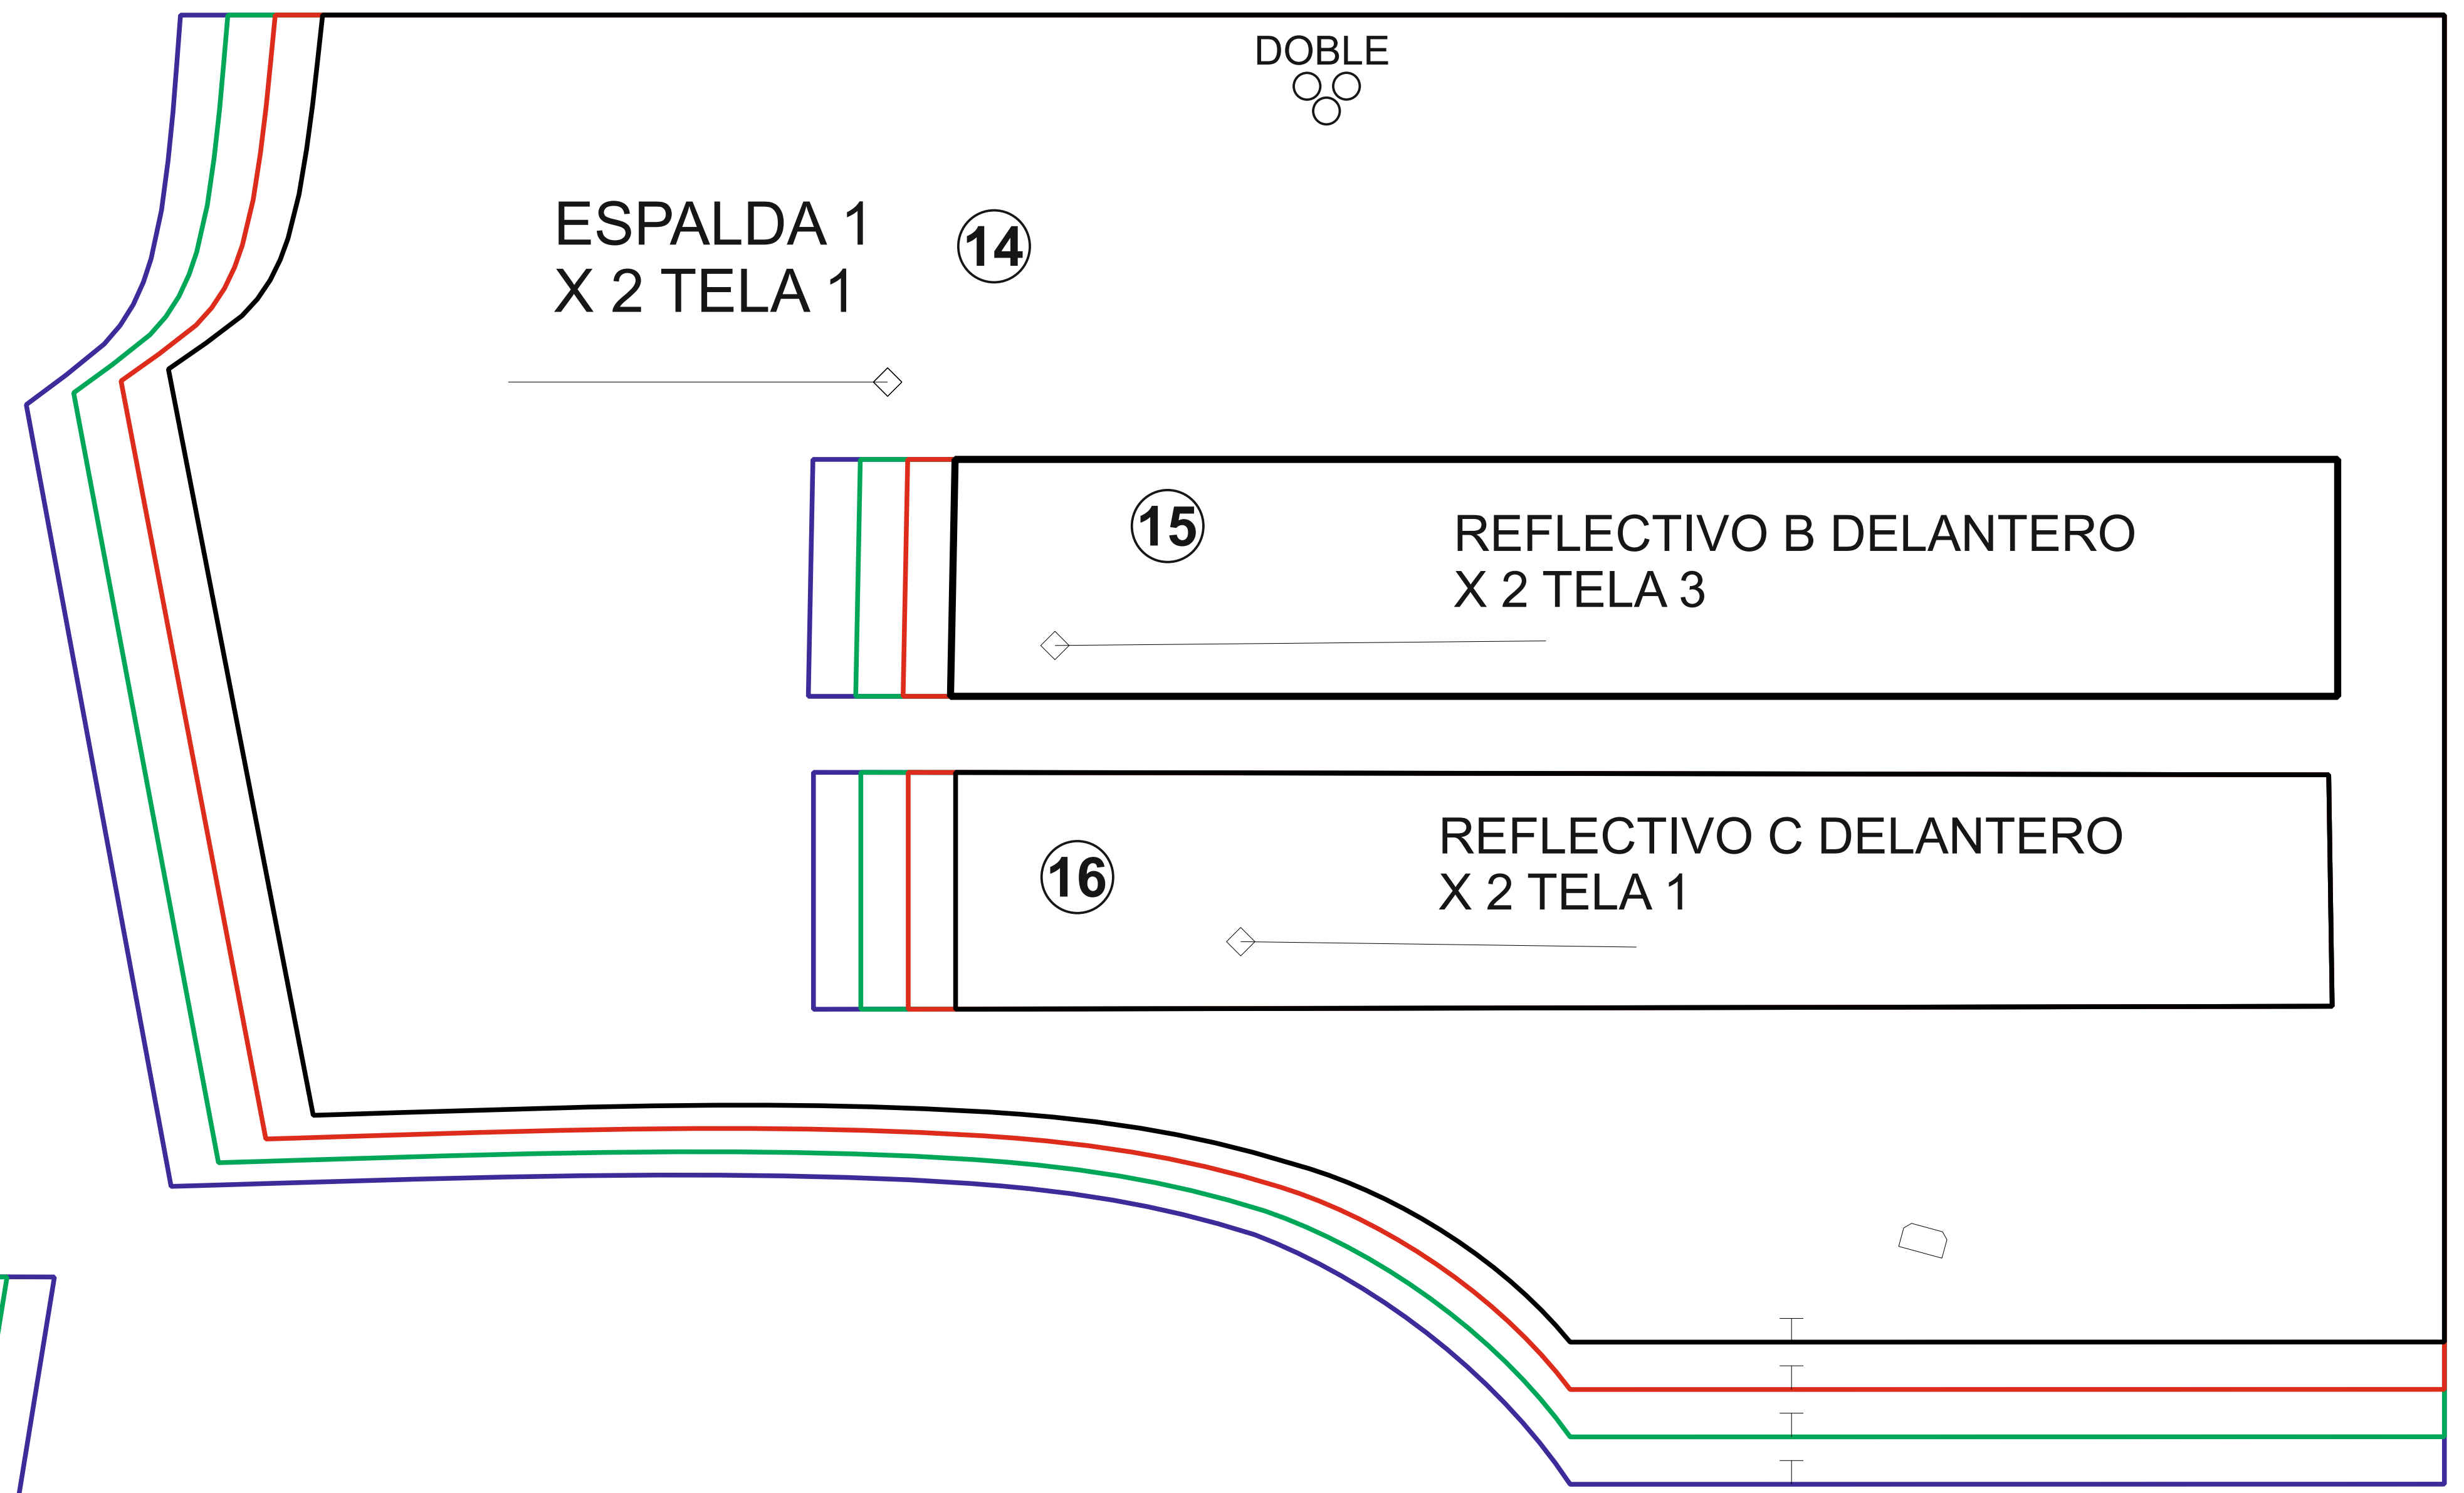 DOBLE
ESPALDA 1
X 2 TELA 1
14
15
REFLECTIVO B DELANTERO
X 2 TELA 3
16
REFLECTIVO C DELANTERO
X 2 TELA 1